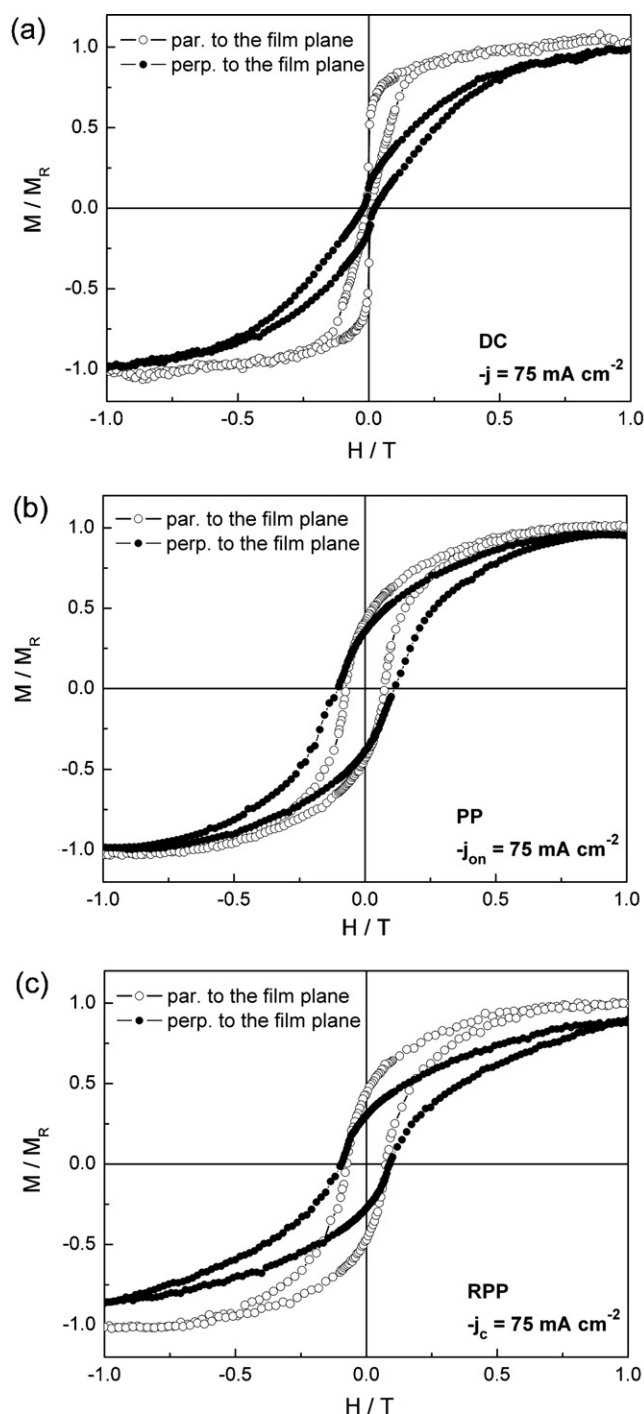 (a)
1.0
par. to the film plane
perp. to the film plane
0.5
0.0
-0.5
-1.0
M / M_R
DC
-j = 75 mA cm⁻²
-1.0 -0.5 0.0 0.5 1.0
H / T
(b)
1.0
par. to the film plane
perp. to the film plane
0.5
0.0
-0.5
-1.0
M / M_R
PP
-j_on = 75 mA cm⁻²
-1.0 -0.5 0.0 0.5 1.0
H / T
(c)
1.0
par. to the film plane
perp. to the film plane
0.5
0.0
-0.5
-1.0
M / M_R
RPP
-j_c = 75 mA cm⁻²
-1.0 -0.5 0.0 0.5 1.0
H / T